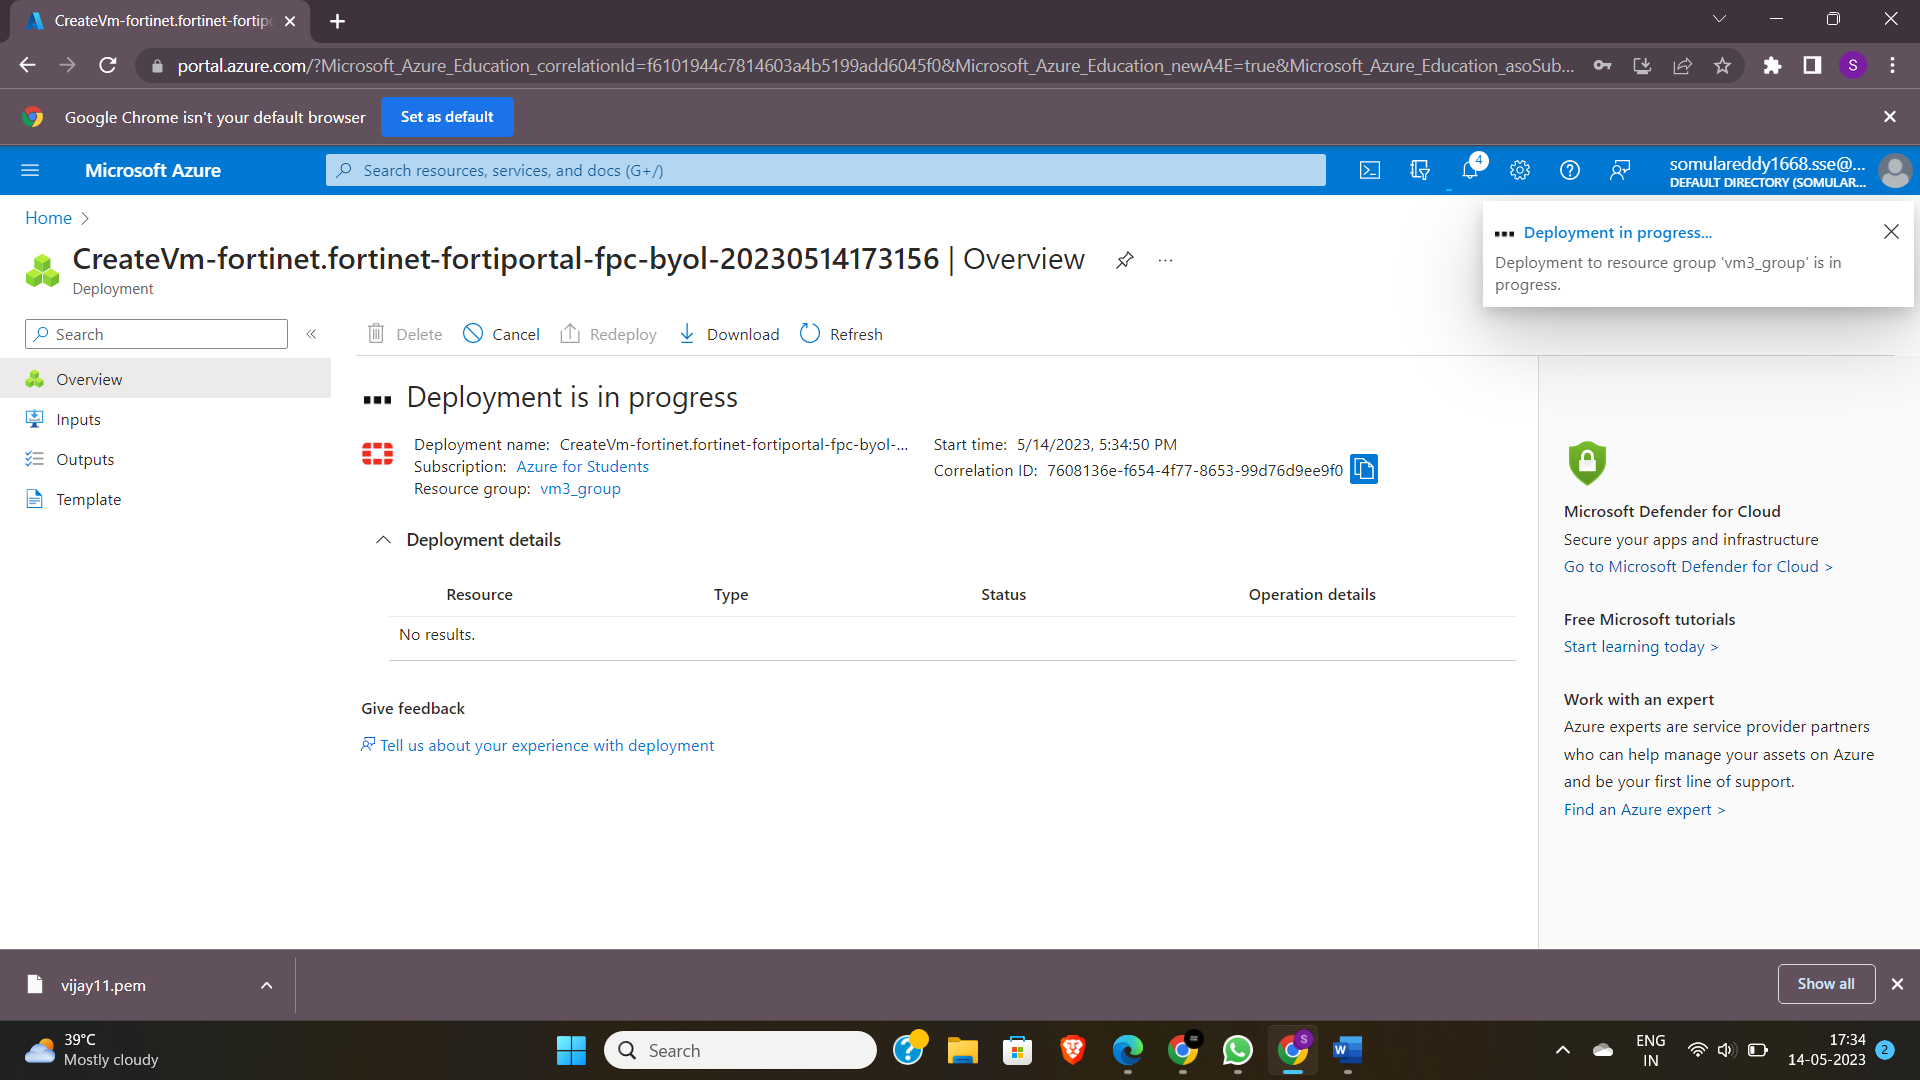 CreateVm-fortinet.fortinet-fortip
portal.azure.com/?Microsoft_Azure_Education_correlationId=f6101944c7814603a4b5199add6045f0&Microsoft_Azure_Education_newA4E=true&Microsoft_Azure_Education_asoSub...
S
Google Chrome isn't your default browser
Set as default
Microsoft Azure
Search resources, services, and docs (G+/)
4
somulareddy1668.sse@...
DEFAULT DIRECTORY (SOMULAR...
Home
Deployment in progress...
Deployment to resource group 'vm3_group' is in
progress.
CreateVm-fortinet.fortinet-fortiportal-fpc-byol-20230514173156 | Overview
Deployment
Search
Delete
Cancel
Redeploy
Download
Refresh
Overview
Inputs
Outputs
Template
Deployment is in progress
Deployment name: CreateVm-fortinet.fortinet-fortiportal-fpc-byol-...
Subscription: Azure for Students
Resource group: vm3_group
Start time: 5/14/2023, 5:34:50 PM
Correlation ID: 7608136e-f654-4f77-8653-99d76d9ee9f0
Deployment details
Resource Type Status Operation details
No results.
Give feedback
Tell us about your experience with deployment
Microsoft Defender for Cloud
Secure your apps and infrastructure
Go to Microsoft Defender for Cloud >
Free Microsoft tutorials
Start learning today >
Work with an expert
Azure experts are service provider partners
who can help manage your assets on Azure
and be your first line of support.
Find an Azure expert >
vijay11.pem
Show all
39°C
Mostly cloudy
Search
S
W
ENG
IN
17:34
14-05-2023
2